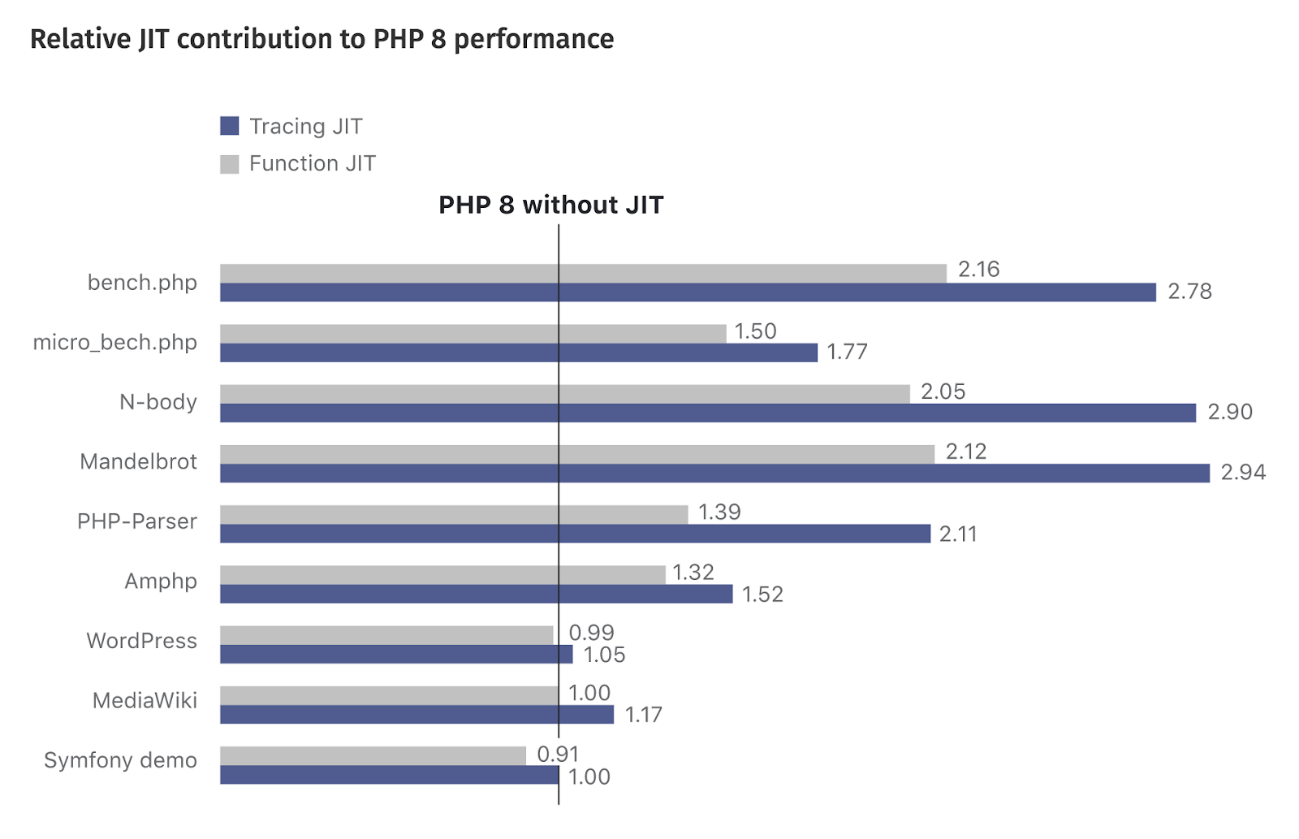 Relative JIT contribution to PHP 8 performance
Tracing JIT
Function JIT
PHP 8 without JIT
bench.php
2.16
2.78
micro_bech.php
1.50
1.77
N-body
2.05
2.90
Mandelbrot
2.12
2.94
PHP-Parser
1.39
2.11
Amphp
1.32
1.52
WordPress
0.99
1.05
MediaWiki
1.00
1.17
Symfony demo
0.91
1.00